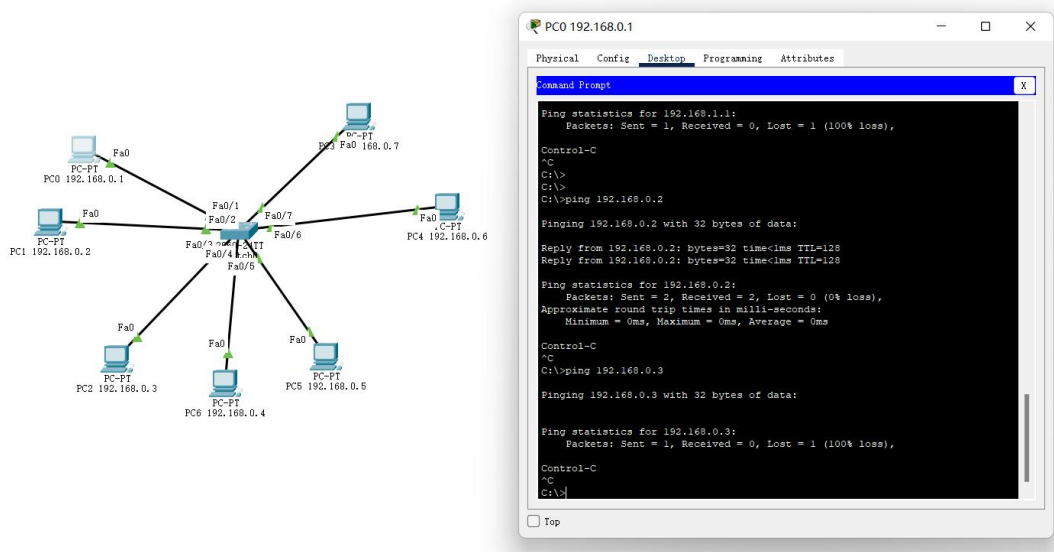 PC0 192.168.0.1
Physical Config Desktop Programming Attributes
Command Prompt
X
Ping statistics for 192.168.1.1:
Packets: Sent = 1, Received = 0, Lost = 1 (100% loss),
Control-C
^C
C:\>
C:\>
C:\>ping 192.168.0.2
Pinging 192.168.0.2 with 32 bytes of data:
Reply from 192.168.0.2: bytes=32 time<1ms TTL=128
Reply from 192.168.0.2: bytes=32 time<1ms TTL=128
Ping statistics for 192.168.0.2:
Packets: Sent = 2, Received = 2, Lost = 0 (0% loss),
Approximate round trip times in milli-seconds:
Minimum = 0ms, Maximum = 0ms, Average = 0ms
Control-C
^C
C:\>ping 192.168.0.3
Pinging 192.168.0.3 with 32 bytes of data:
Ping statistics for 192.168.0.3:
Packets: Sent = 1, Received = 0, Lost = 1 (100% loss),
Control-C
^C
C:\>
Top
Fa0
PC-PT
PC0 192.168.0.1
Fa0
PC-PT
PC1 192.168.0.2
Fa0
PC-PT
PC2 192.168.0.3
Fa0
PC-PT
PC6 192.168.0.4
Fa0
PC-PT
PC5 192.168.0.5
Fa0
PC4 192.168.0.6
Fa0 168.0.7
Fa0/1
Fa0/2
Fa0/4
Fa0/5
Fa0/7
Fa0/6